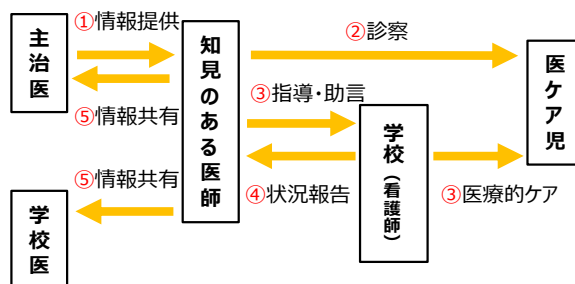 ①情報提供
主治医
知見のある医師
②診察
医ケア児
⑤情報共有
③指導・助言
学校（看護師）
⑤情報共有
④状況報告
③医療的ケア
学校医